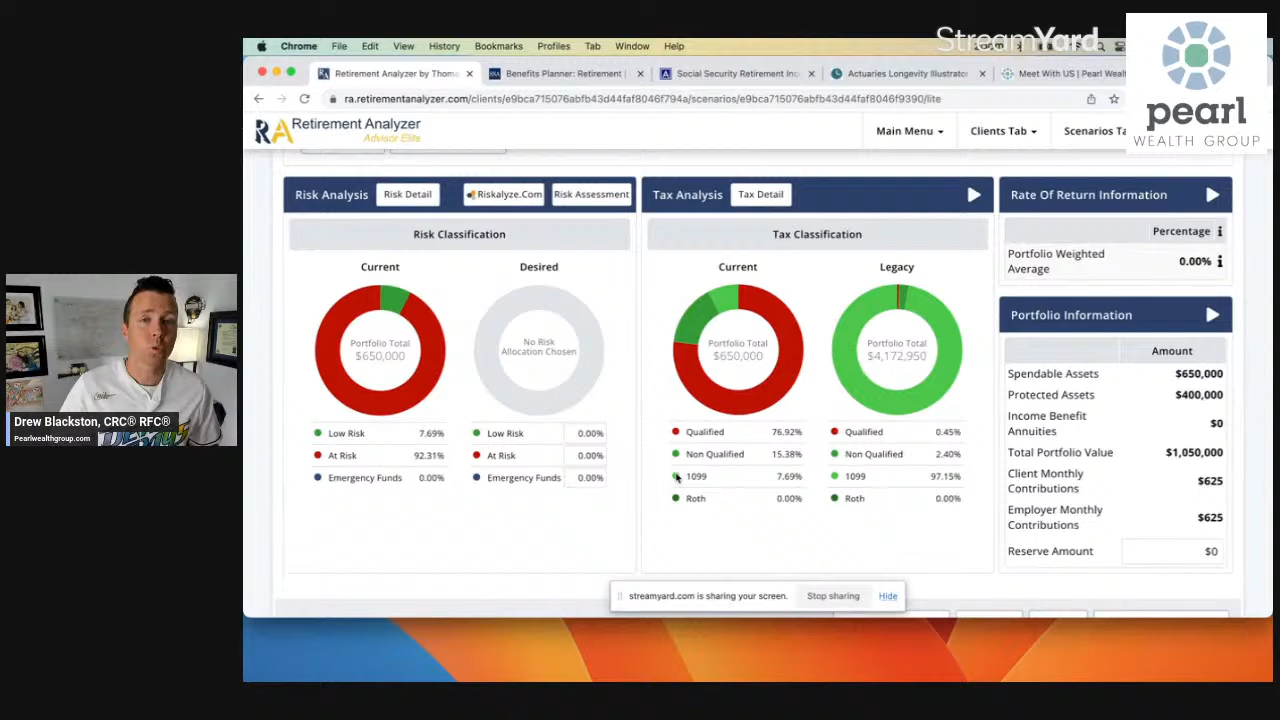 StreamYard
pearl
WEALTH GROUP
Chrome File Edit View History Bookmarks Profiles Tab Window Help
Retirement Analyzer by Thoma
Benefits Planner: Retirement |
Social Security Retirement Inc
Actuaries Longevity Illustrator
Meet With US | Pearl Wealt
ra.retirementanalyzer.com/clients/e9bca715076abfb43d44faf8046f794a/scenarios/e9bca715076abfb43d44faf8046f9390/lite
RA Retirement Analyzer
Advisor Elite
Main Menu
Clients Tab
Scenarios Ta
Risk Analysis Risk Detail Riskalyze.Com Risk Assessment
Risk Classification
Current Desired
Portfolio Total
$650,000
No Risk
Allocation Chosen
Low Risk 7.69% Low Risk 0.00%
At Risk 92.31% At Risk 0.00%
Emergency Funds 0.00% Emergency Funds 0.00%
Tax Analysis Tax Detail
Tax Classification
Current Legacy
Portfolio Total
$650,000
Portfolio Total
$4,172,950
Qualified 76.92% Qualified 0.45%
Non Qualified 15.38% Non Qualified 2.40%
1099 7.69% 1099 97.15%
Roth 0.00% Roth 0.00%
Rate Of Return Information
Percentage
Portfolio Weighted
Average 0.00%
Portfolio Information
Amount
Spendable Assets $650,000
Protected Assets $400,000
Income Benefit
Annuities $0
Total Portfolio Value $1,050,000
Client Monthly
Contributions $625
Employer Monthly
Contributions $625
Reserve Amount $0
Drew Blackston, CRC® RFC®
Pearlwealthgroup.com
streamyard.com is sharing your screen. Stop sharing Hide